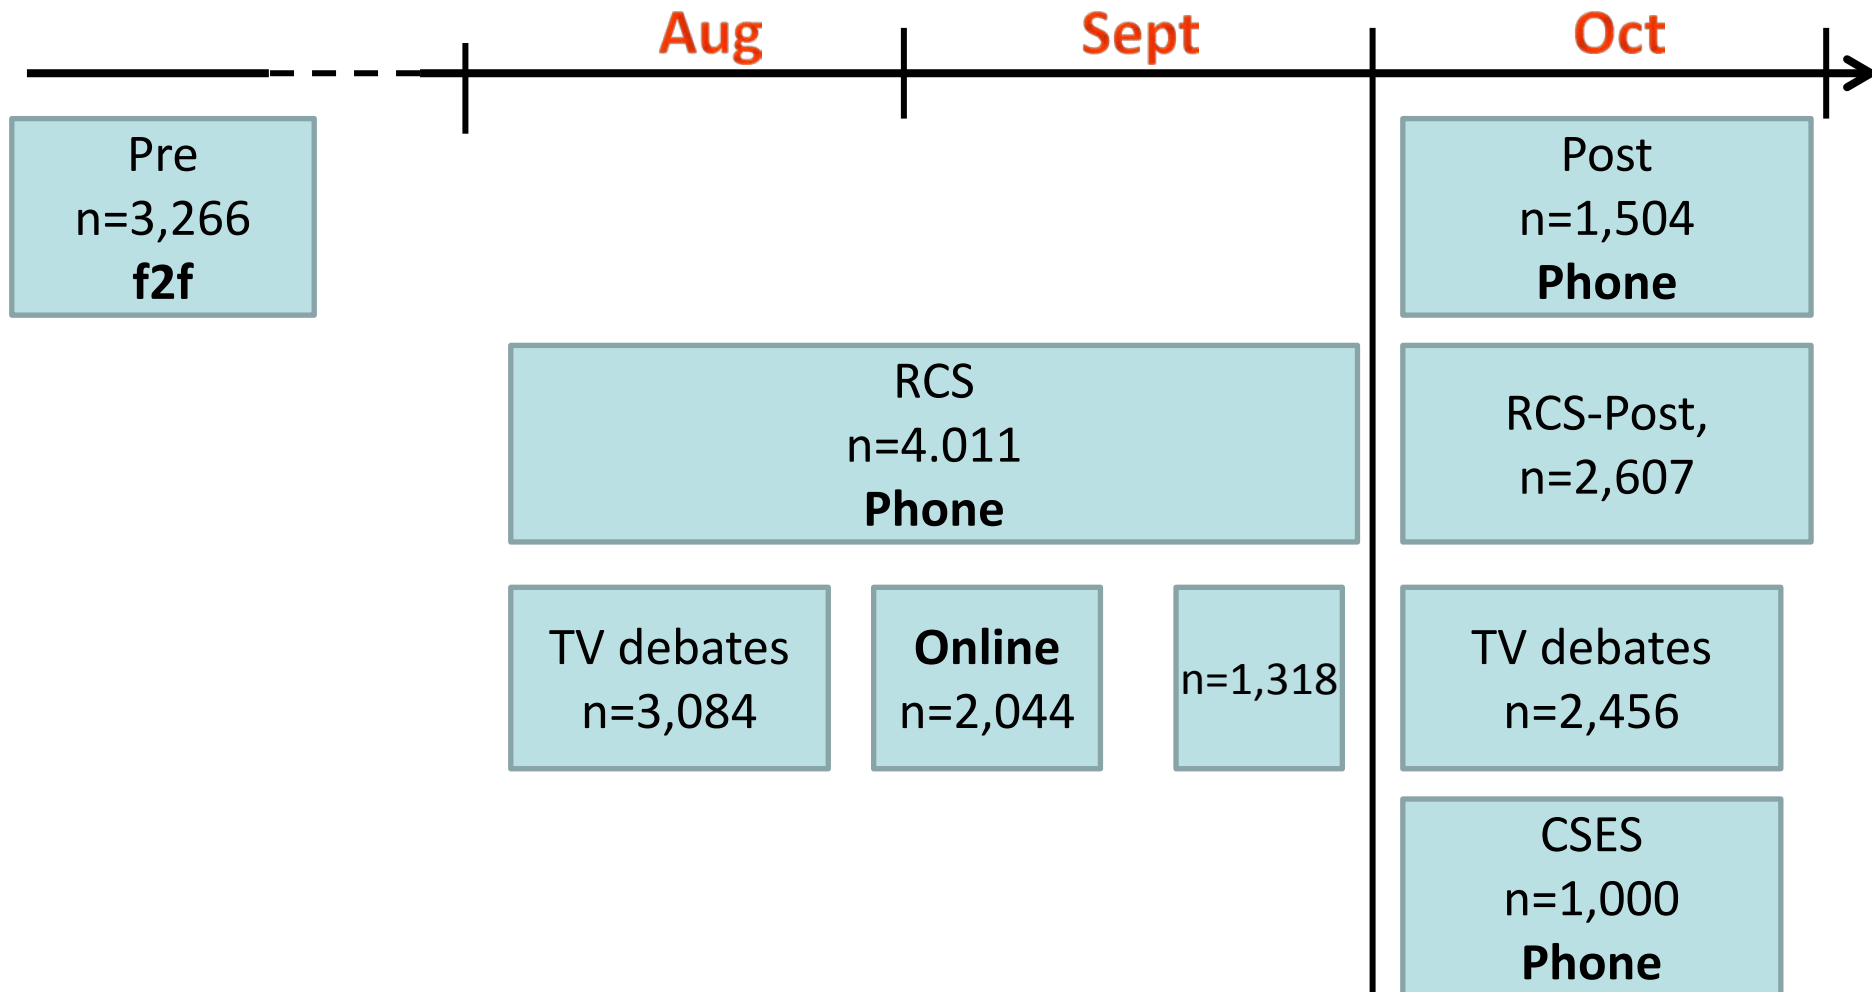 Aug
Sept
Oct
Pre
n=3,266
f2f
Post
n=1,504
Phone
RCS
n=4.011
Phone
RCS-Post,
n=2,607
TV debates
n=3,084
Online
n=2,044
n=1,318
TV debates
n=2,456
CSES
n=1,000
Phone